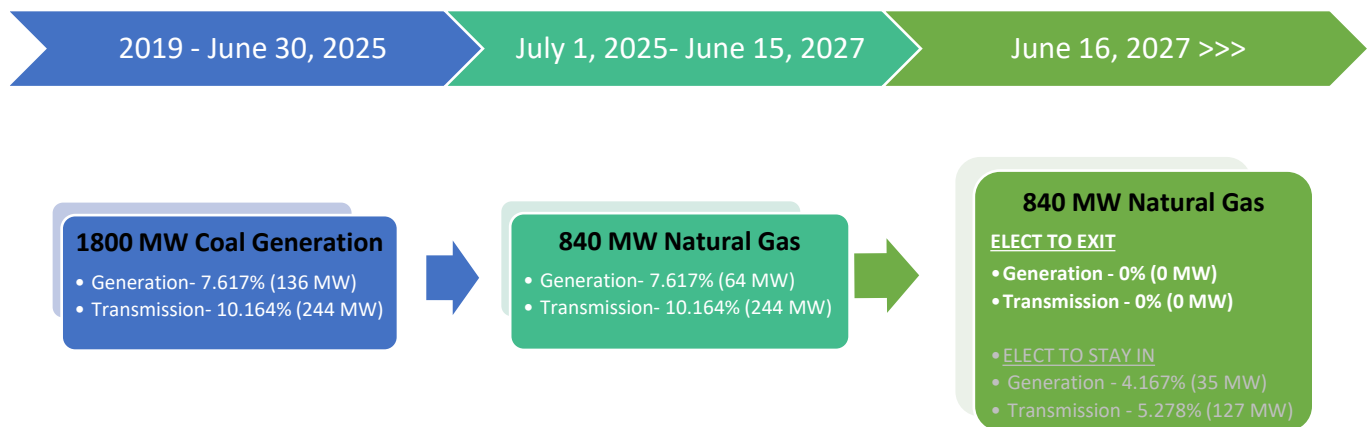 2019 - June 30, 2025
July 1, 2025- June 15, 2027
June 16, 2027 >>>
1800 MW Coal Generation
• Generation- 7.617% (136 MW)
• Transmission- 10.164% (244 MW)
840 MW Natural Gas
• Generation- 7.617% (64 MW)
• Transmission- 10.164% (244 MW)
840 MW Natural Gas
ELECT TO EXIT
•Generation - 0% (0 MW)
•Transmission - 0% (0 MW)
•ELECT TO STAY IN
• Generation - 4.167% (35 MW)
• Transmission - 5.278% (127 MW)